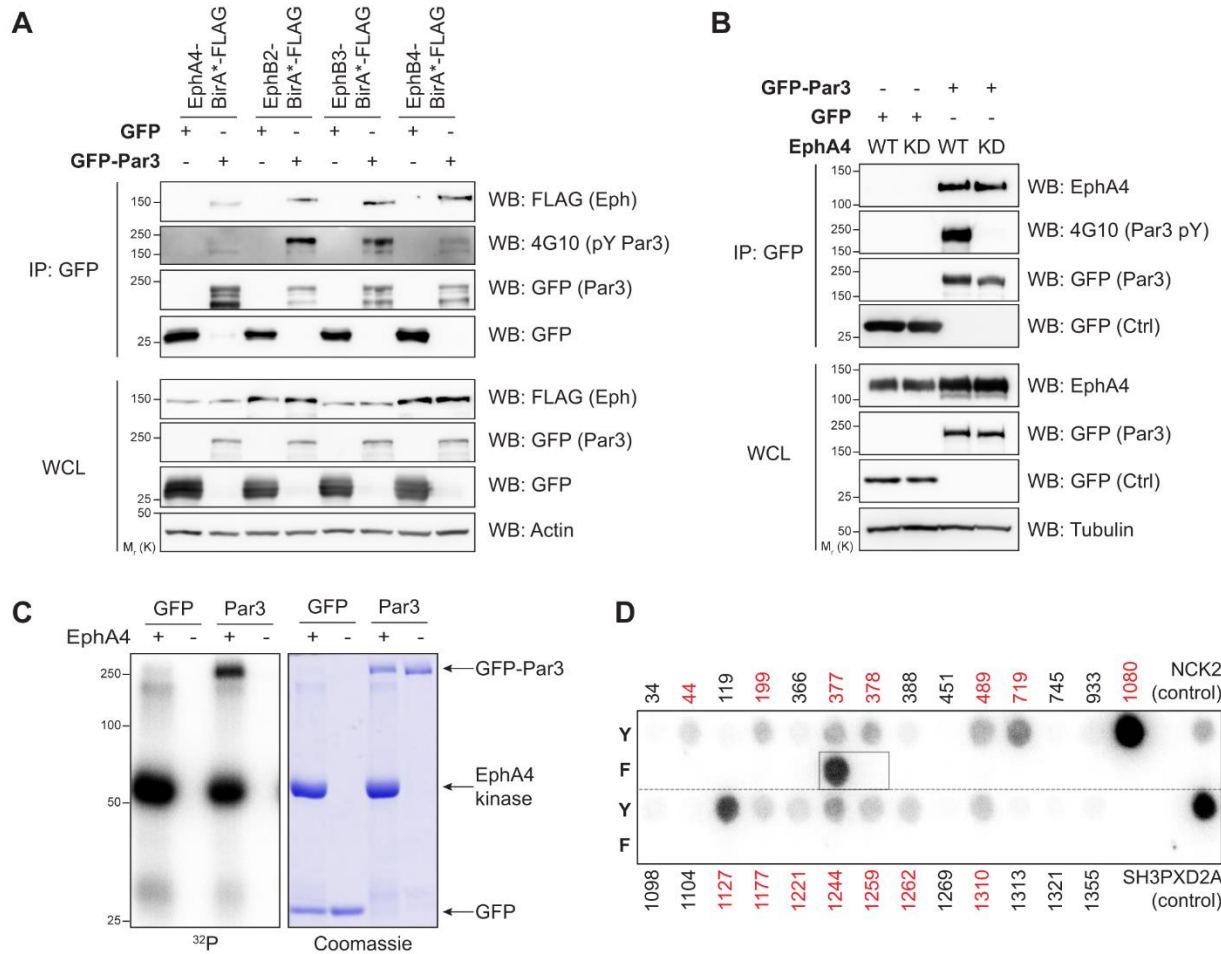 A
EphA4-
BirA*-FLAG
EphB2-
BirA*-FLAG
EphB3-
BirA*-FLAG
EphB4-
BirA*-FLAG
GFP + - + - + - + -
GFP-Par3 - + - + - + - +
IP: GFP
150 WB: FLAG (Eph)
250
150 WB: 4G10 (pY Par3)
250 WB: GFP (Par3)
25 WB: GFP
WCL
150 WB: FLAG (Eph)
250 WB: GFP (Par3)
25 WB: GFP
50 WB: Actin
Mr (K)
B
GFP-Par3 - - + +
GFP + + - -
EphA4 WT KD WT KD
IP: GFP
150
100 WB: EphA4
250
150 WB: 4G10 (Par3 pY)
250
150 WB: GFP (Par3)
25 WB: GFP (Ctrl)
WCL
150
100 WB: EphA4
250
150 WB: GFP (Par3)
25 WB: GFP (Ctrl)
50 WB: Tubulin
Mr (K)
C
GFP Par3 GFP Par3
EphA4 + - + - + - + -
250
100
50
25
GFP-Par3
EphA4
kinase
GFP
32P Coomassie
D
34 44 119 199 366 377 378 388 451 489 719 745 933 1080 NCK2
(control)
Y
F
Y
F
1098 1104 1127 1177 1221 1244 1259 1262 1269 1310 1313 1321 1355 SH3PXD2A
(control)